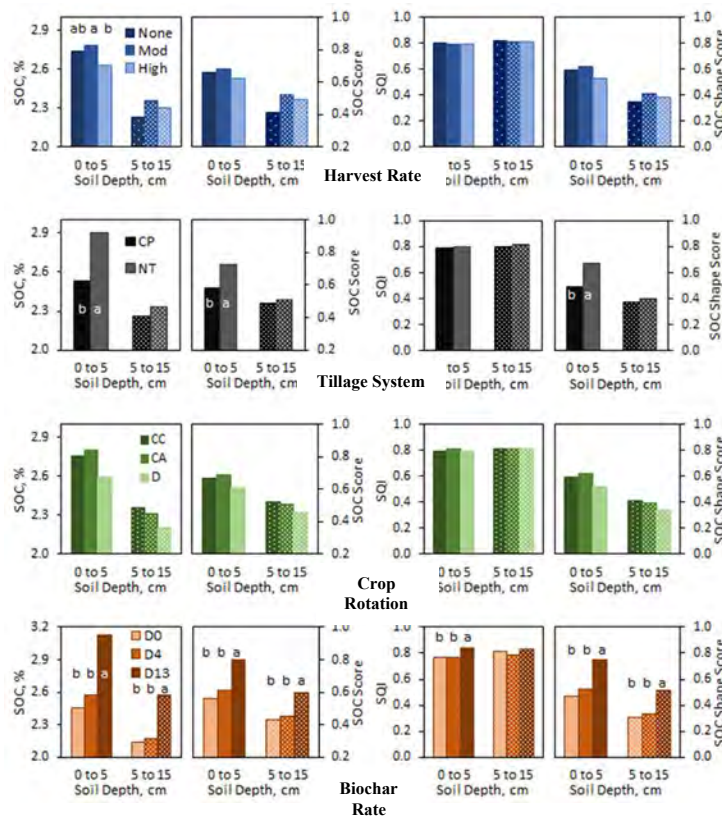 2.9
2.6
2.3
2.0
SOC, %
ab a b
None
Mod
High
0 to 5 5 to 15
Soil Depth, cm
1.0
0.8
0.6
0.4
0.2
SOC Score
0 to 5 5 to 15
Soil Depth, cm
Harvest Rate
1.0
0.8
0.6
0.4
0.2
0.0
SQI
0 to 5 5 to 15
Soil Depth, cm
1.0
0.8
0.6
0.4
0.2
0.0
SOC Shape Score
0 to 5 5 to 15
Soil Depth, cm
2.9
2.6
2.3
2.0
SOC, %
CP
NT
b a
0 to 5 5 to 15
Soil Depth, cm
1.0
0.8
0.6
0.4
0.2
SOC Score
b a
0 to 5 5 to 15
Soil Depth, cm
Tillage System
1.0
0.8
0.6
0.4
0.2
0.0
SQI
0 to 5 5 to 15
Soil Depth, cm
1.0
0.8
0.6
0.4
0.2
0.0
SOC Shape Score
b a
0 to 5 5 to 15
Soil Depth, cm
2.9
2.6
2.3
2.0
SOC, %
CC
CA
D
0 to 5 5 to 15
Soil Depth, cm
1.0
0.8
0.6
0.4
0.2
SOC Score
0 to 5 5 to 15
Soil Depth, cm
Crop
Rotation
1.0
0.8
0.6
0.4
0.2
0.0
SQI
0 to 5 5 to 15
Soil Depth, cm
1.0
0.8
0.6
0.4
0.2
0.0
SOC Shape Score
0 to 5 5 to 15
Soil Depth, cm
3.2
2.9
2.6
2.3
2.0
SOC, %
D0
D4
D13
b b a
b b a
0 to 5 5 to 15
Soil Depth, cm
1.0
0.8
0.6
0.4
0.2
SOC Score
b b a
b b a
0 to 5 5 to 15
Soil Depth, cm
Biochar
Rate
1.0
0.8
0.6
0.4
0.2
0.0
SQI
b b a
0 to 5 5 to 15
Soil Depth, cm
1.0
0.8
0.6
0.4
0.2
0.0
SOC Shape Score
b b a
b b a
0 to 5 5 to 15
Soil Depth, cm